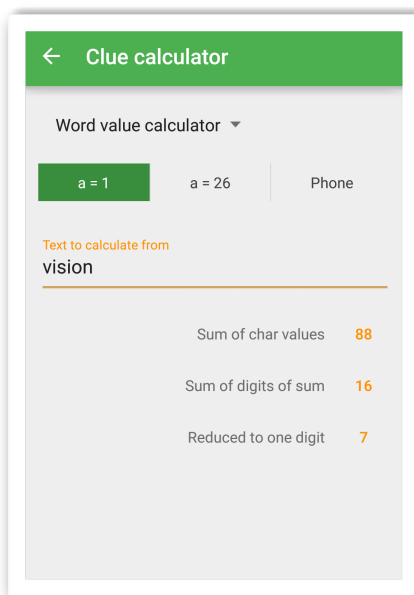 ← Clue calculator
Word value calculator
a = 1 a = 26 Phone
Text to calculate from
vision
Sum of char values 88
Sum of digits of sum 16
Reduced to one digit 7